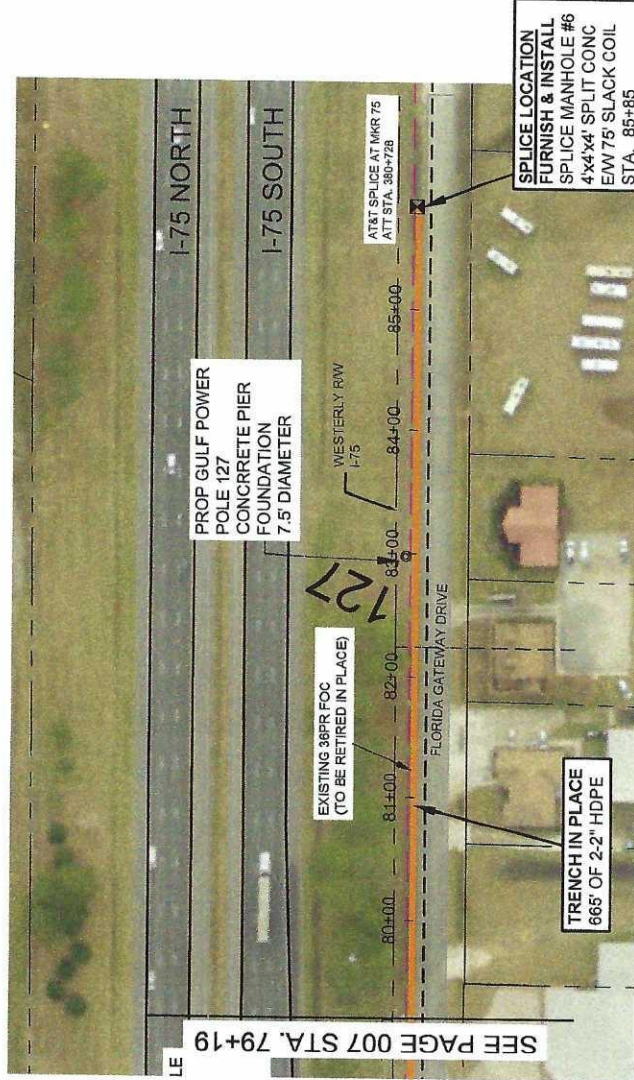 I-75 NORTH
I-75 SOUTH
PROP GULF POWER
POLE 127
CONCRRETE PIER
FOUNDATION
7.5' DIAMETER
AT&T SPLICE AT MKR 75
ATT STA. 380+728
WESTERLY R/W
I-75
127
EXISTING 36PR FOC
(TO BE RETIRED IN PLACE)
80+00
81+00
82+00
83+00
84+00
85+00
FLORIDA GATEWAY DRIVE
TRENCH IN PLACE
665' OF 2-2" HDPE
SPLICE LOCATION
FURNISH & INSTALL
SPLICE MANHOLE #6
4'x4'x4' SPLIT CONC
E/W 75' SLACK COIL
STA. 85+85
LE
SEE PAGE 007 STA. 79+19